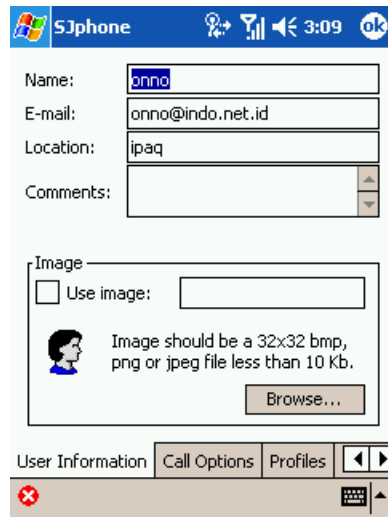 SJphone 3:09 ok
Name: onno
E-mail: onno@indo.net.id
Location: ipaq
Comments:
Image
Use image:
Image should be a 32x32 bmp,
png or jpeg file less than 10 Kb.
Browse...
User Information Call Options Profiles